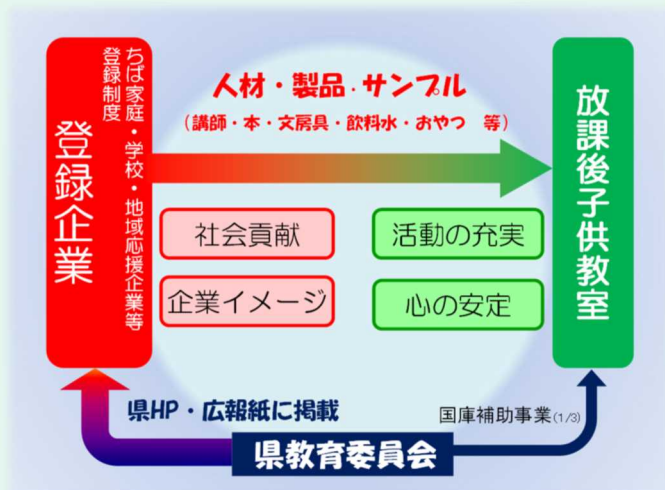 ちば家庭・学校・地域応援企業等
登録制度
登録企業
人材・製品・サンプル
(講師・本・文房具・飲料水・おやつ 等)
放課後子供教室
社会貢献
活動の充実
企業イメージ
心の安定
県HP・広報紙に掲載
国庫補助事業(1/3)
県教育委員会